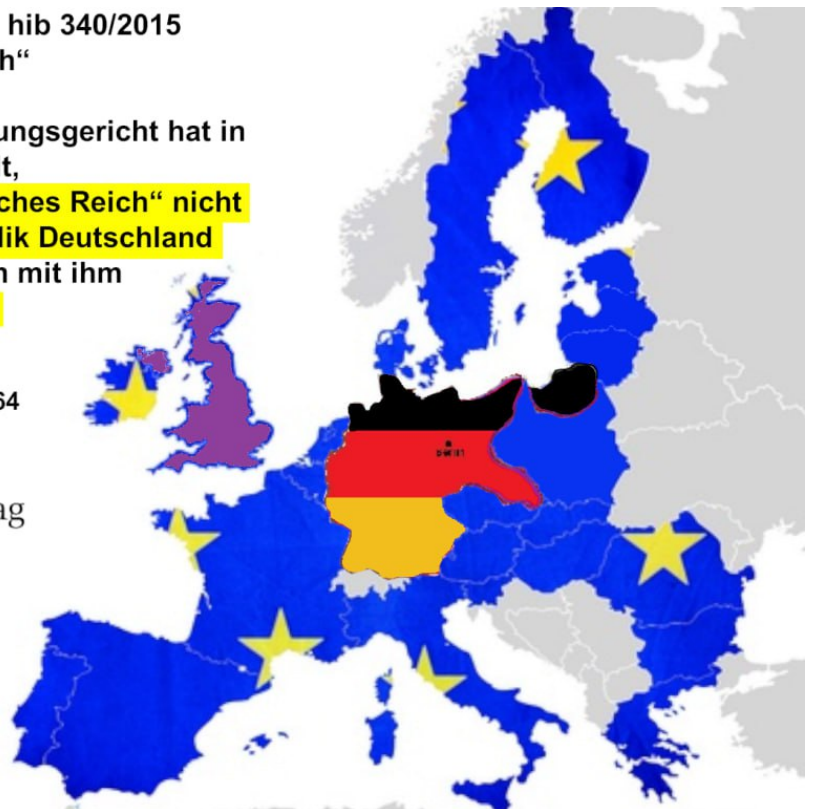 hib 340/2015
h“
ungsgericht hat in
t,
ches Reich“ nicht
lik Deutschland
n mit ihm
64
ag